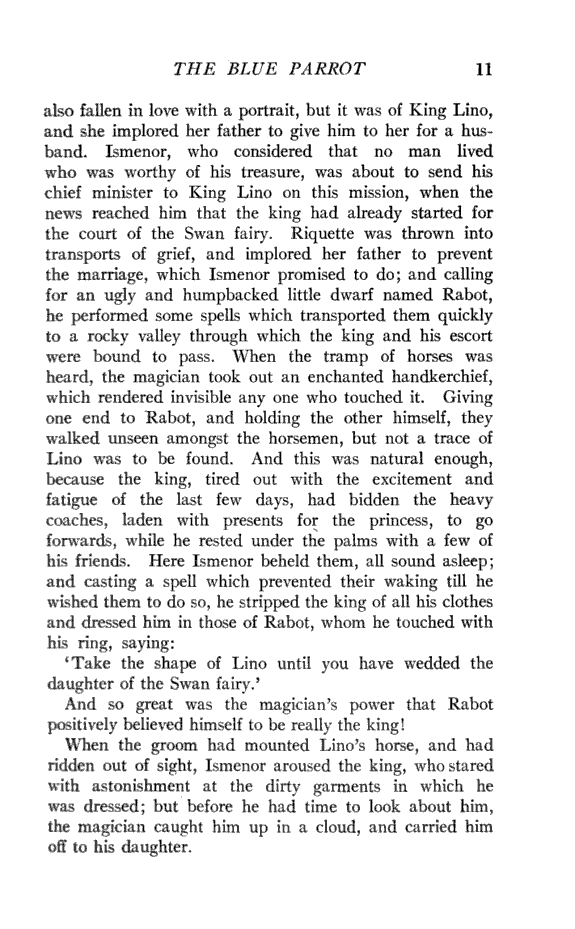 THE BLUE PARROT 11
also fallen in love with a portrait, but it was of King Lino,
and she implored her father to give him to her for a hus-
band. Ismenor, who considered that no man lived
who was worthy of his treasure, was about to send his
chief minister to King Lino on this mission, when the
news reached him that the king had already started for
the court of the Swan fairy. Riquette was thrown into
transports of grief, and implored her father to prevent
the marriage, which Ismenor promised to do; and calling
for an ugly and humpbacked little dwarf named Rabot,
he performed some spells which transported them quickly
to a rocky valley through which the king and his escort
were bound to pass. When the tramp of horses was
heard, the magician took out an enchanted handkerchief,
which rendered invisible any one who touched it. Giving
one end to Rabot, and holding the other himself, they
walked unseen amongst the horsemen, but not a trace of
Lino was to be found. And this was natural enough,
because the king, tired out with the excitement and
fatigue of the last few days, had bidden the heavy
coaches, laden with presents for the princess, to go
forwards, while he rested under the palms with a few of
his friends. Here Ismenor beheld them, all sound asleep;
and casting a spell which prevented their waking till he
wished them to do so, he stripped the king of all his clothes
and dressed him in those of Rabot, whom he touched with
his ring, saying:
‘Take the shape of Lino until you have wedded the
daughter of the Swan fairy.’
And so great was the magician's power that Rabot
positively believed himself to be really the king!
When the groom had mounted Lino's horse, and had
ridden out of sight, Ismenor aroused the king, who stared
with astonishment at the dirty garments in which he
was dressed; but before he had time to look about him,
the magician caught him up in a cloud, and carried him
off to his daughter.